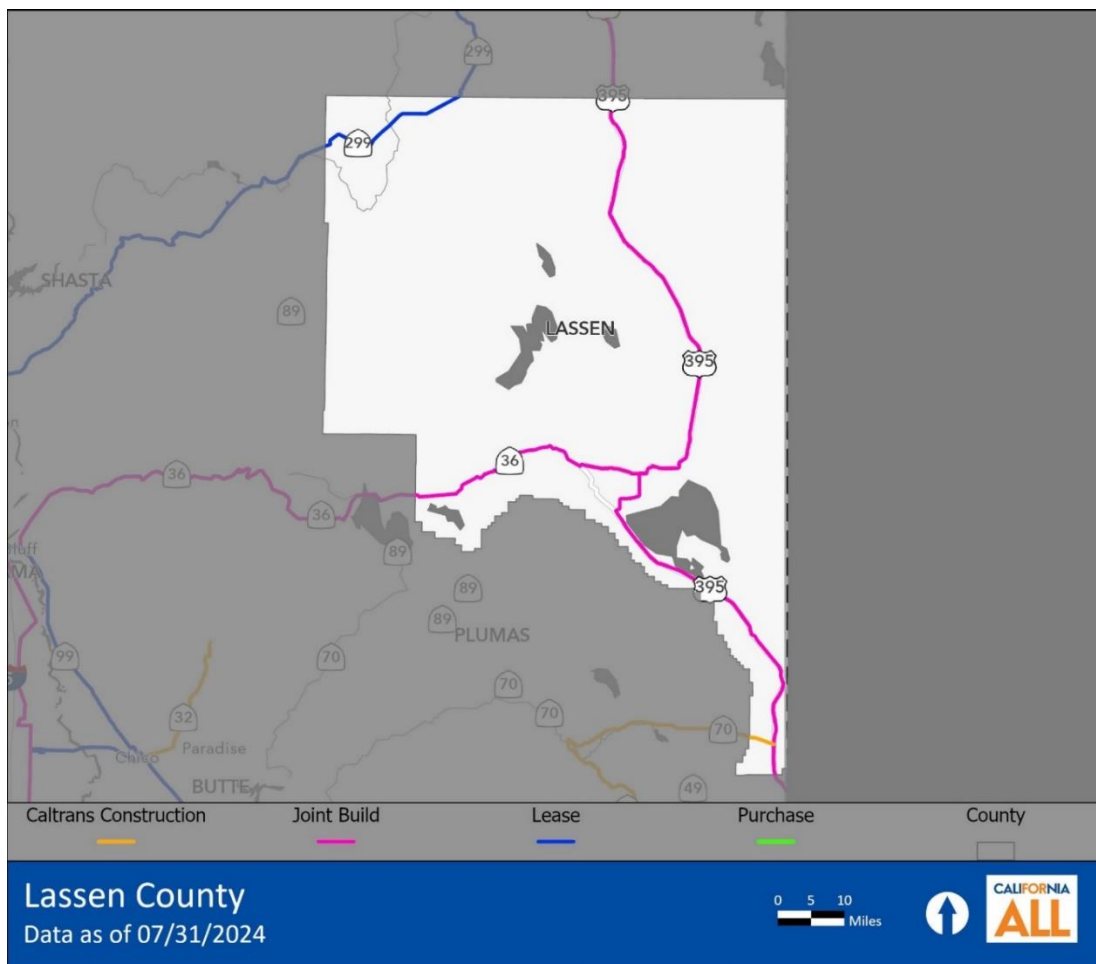 299
395
299
SHASTA
89
LASSEN
395
36
36
36
89
395
89
89
PLUMAS
99
70
70
70
70
32
Paradise
Chico
BUTTE
49
Caltrans Construction
Joint Build
Lease
Purchase
County
Lassen County
Data as of 07/31/2024
0 5 10
Miles
CALIFORNIA
ALL